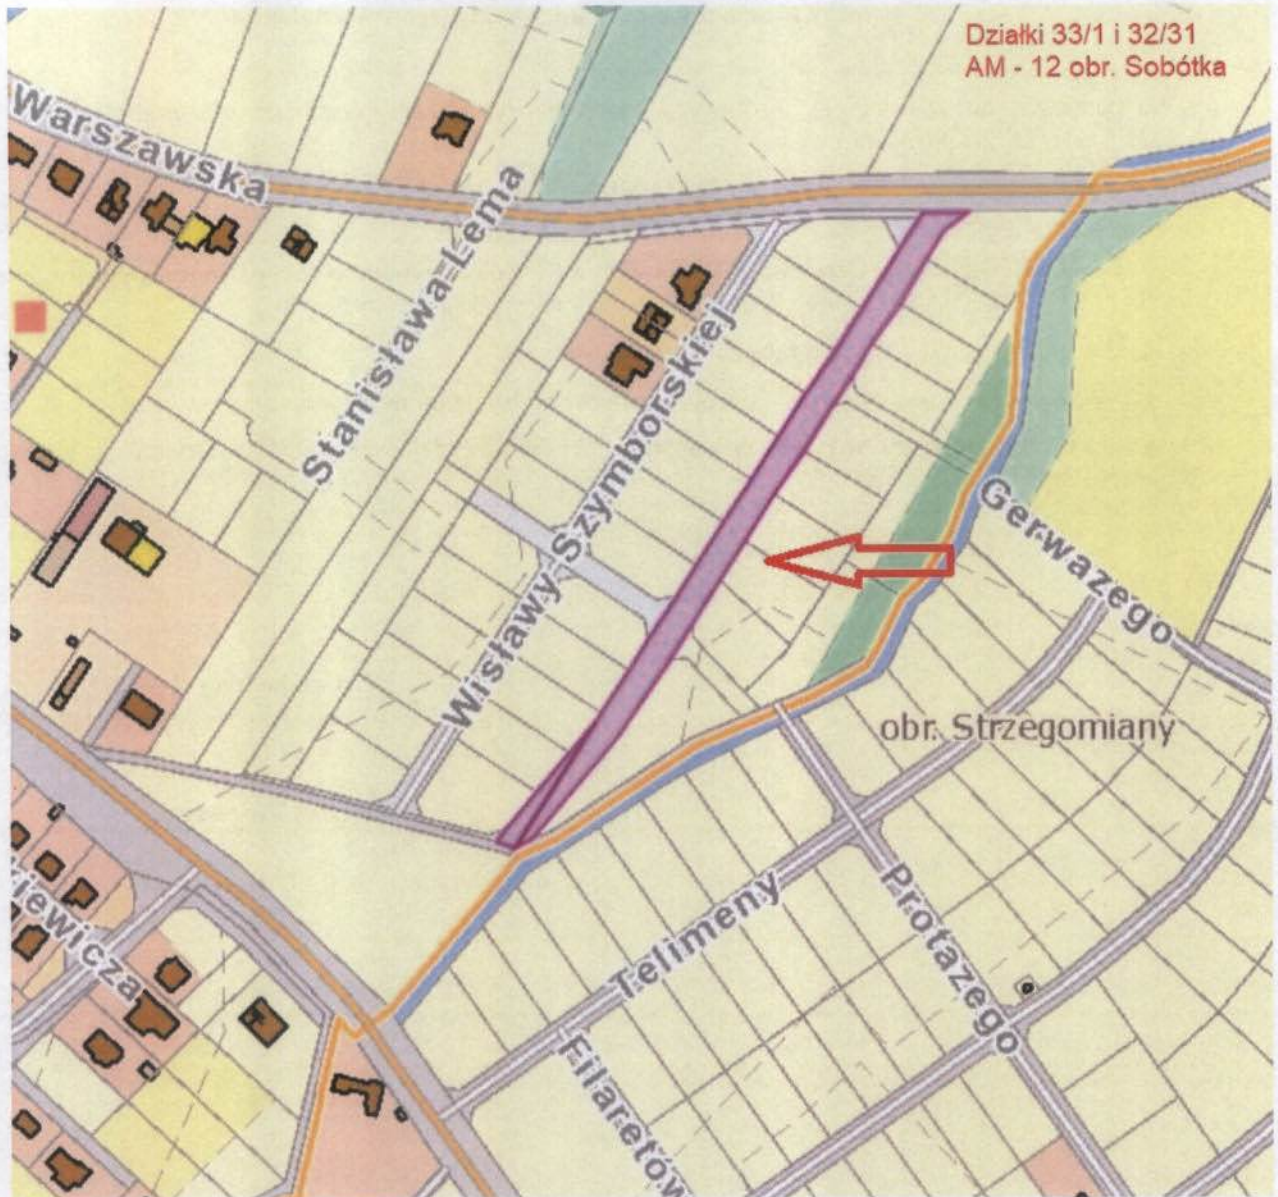 Działki 33/1 i 32/31
AM - 12 obr. Sobótka
Warszawska
Stanisława Lema
Wisławy Szymborskiej
Gerwazego
obr. Strzegomiany
Telimeny
Protazego
Filaretów
kiewicza